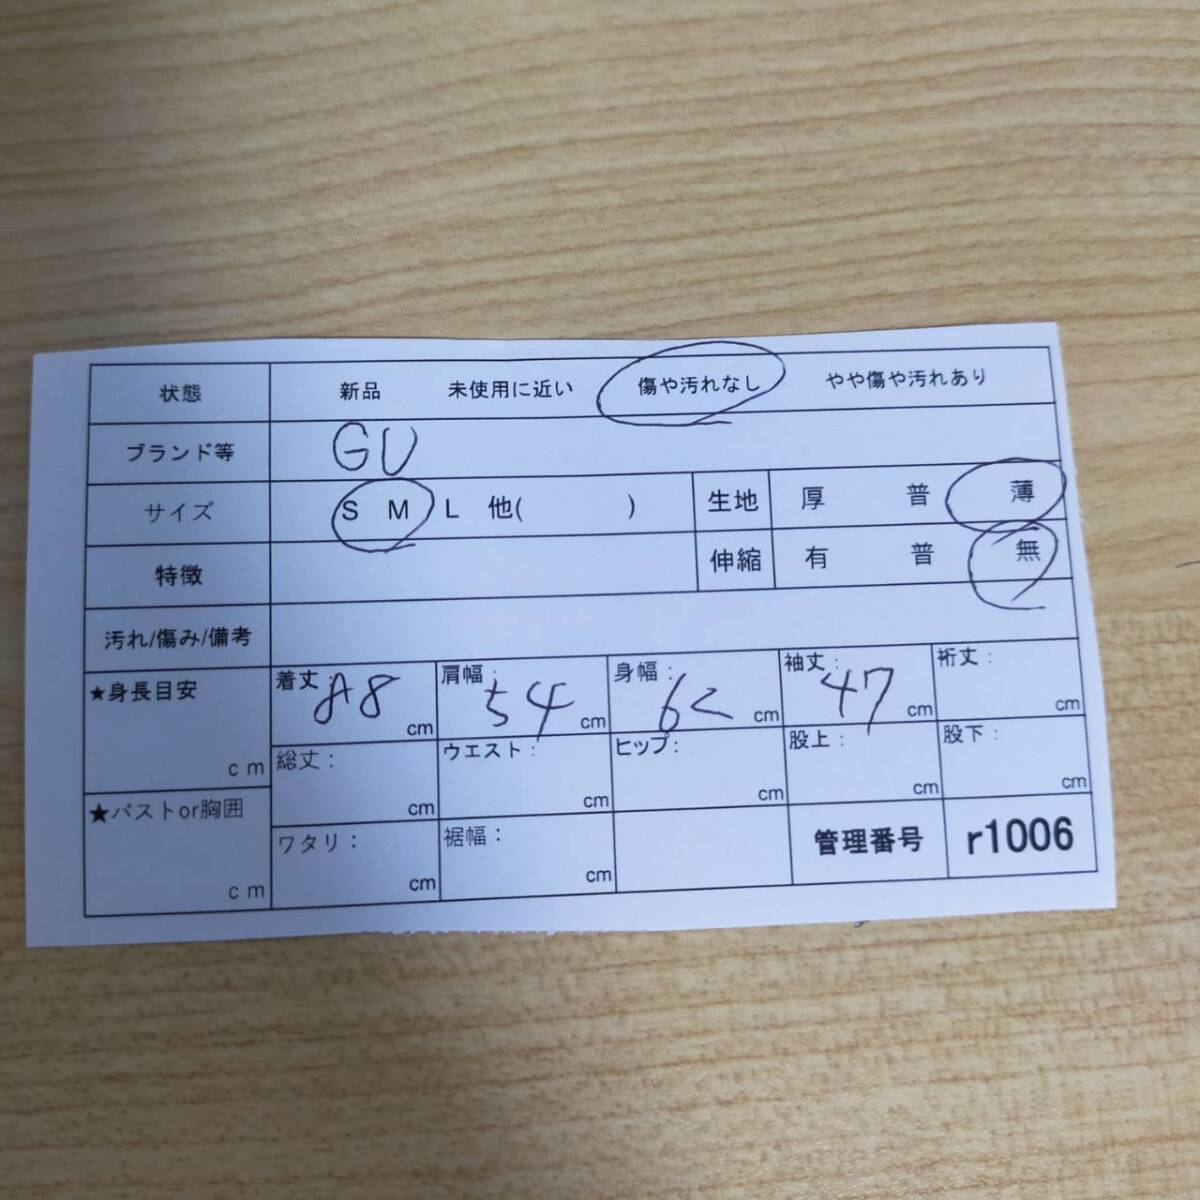 状態 新品 未使用に近い 傷や汚れなし やや傷や汚れあり
ブランド等 GU
サイズ S M L 他( ) 生地 厚 普 薄
特徴 伸縮 有 普 無
汚れ/傷み/備考
★身長目安 cm
着丈: cm 肩幅: 54 cm 身幅: 62 cm 袖丈: 47 cm 裄丈: cm
総丈: cm ウエスト: cm ヒップ: cm 股上: cm 股下: cm
★バストor胸囲 cm
ワタリ: cm 裾幅: cm 管理番号 r1006